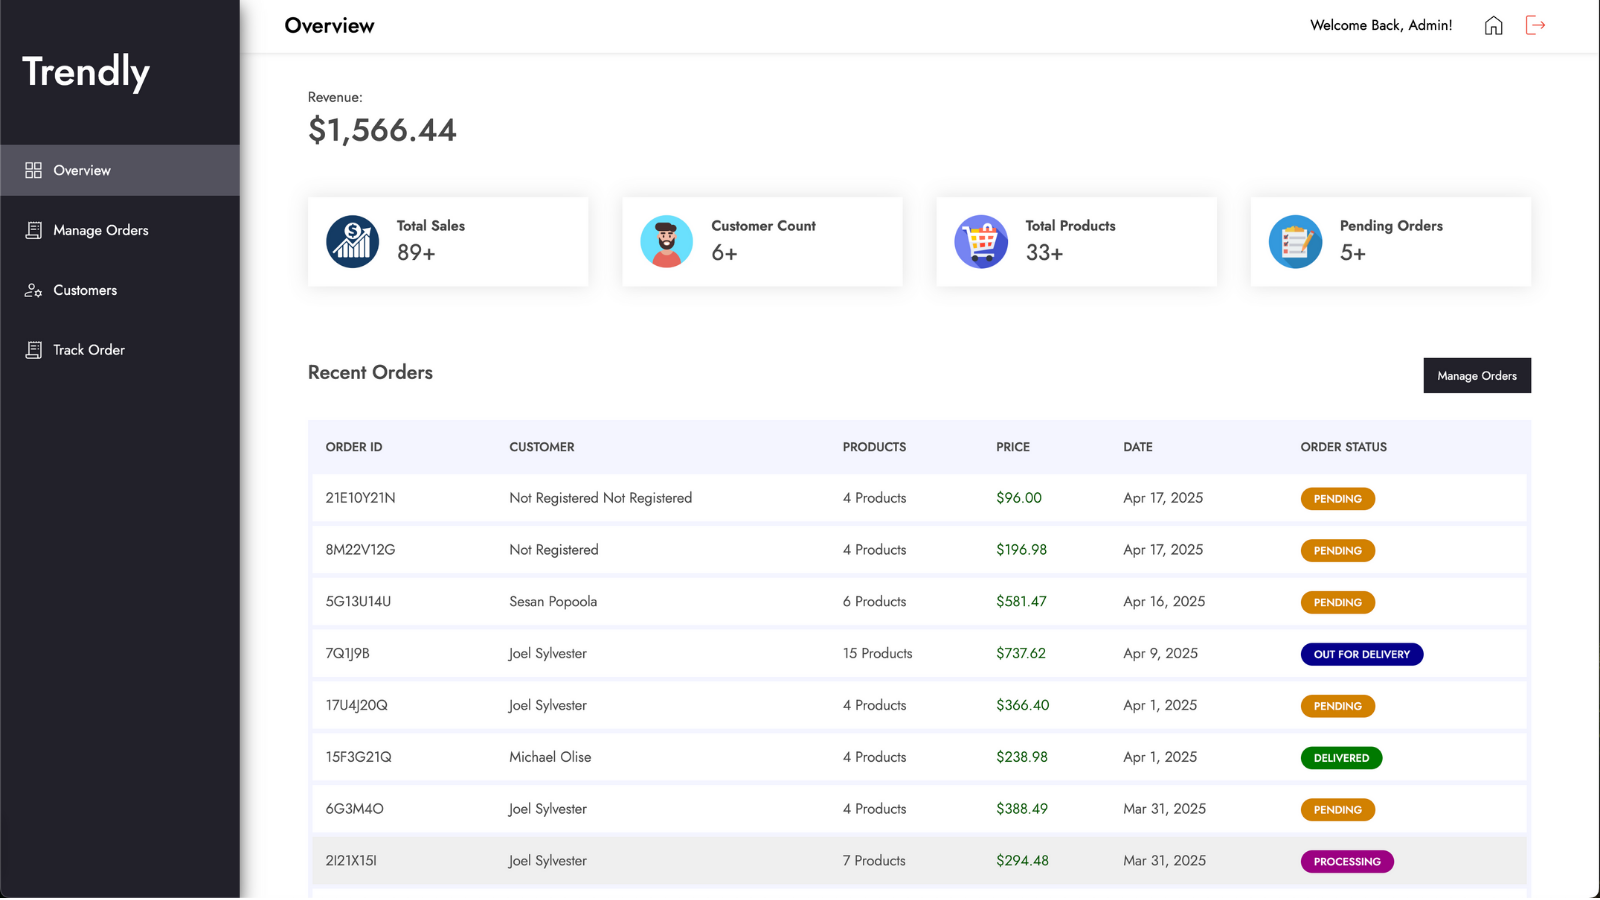 Trendly
Overview
Manage Orders
Customers
Track Order
Overview
Welcome Back, Admin!
Revenue:
$1,566.44
Total Sales
89+
Customer Count
6+
Total Products
33+
Pending Orders
5+
Recent Orders
Manage Orders
ORDER ID CUSTOMER PRODUCTS PRICE DATE ORDER STATUS
21E10Y21N Not Registered Not Registered 4 Products $96.00 Apr 17, 2025 PENDING
8M22V12G Not Registered 4 Products $196.98 Apr 17, 2025 PENDING
5G13U14U Sesan Popoola 6 Products $581.47 Apr 16, 2025 PENDING
7Q1J9B Joel Sylvester 15 Products $737.62 Apr 9, 2025 OUT FOR DELIVERY
17U4J20Q Joel Sylvester 4 Products $366.40 Apr 1, 2025 PENDING
15F3G21Q Michael Olise 4 Products $238.98 Apr 1, 2025 DELIVERED
6G3M4O Joel Sylvester 4 Products $388.49 Mar 31, 2025 PENDING
2I21X15I Joel Sylvester 7 Products $294.48 Mar 31, 2025 PROCESSING